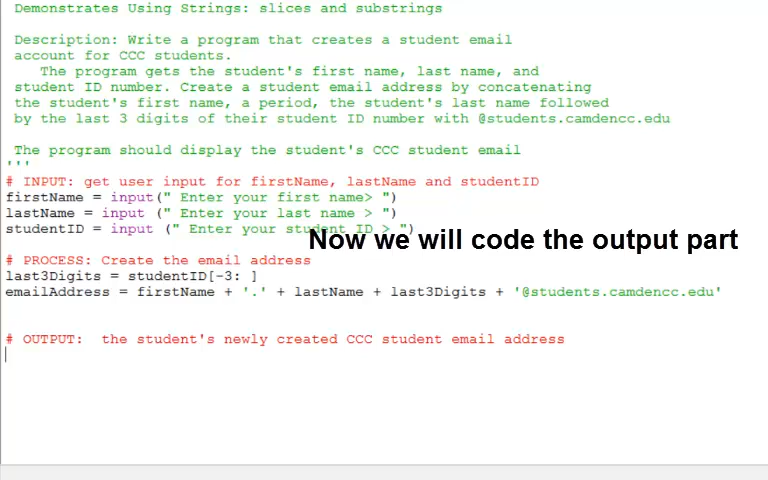 Demonstrates Using Strings: slices and substrings
Description: Write a program that creates a student email
account for CCC students.
The program gets the student's first name, last name, and
student ID number. Create a student email address by concatenating
the student's first name, a period, the student's last name followed
by the last 3 digits of their student ID number with @students.camdencc.edu
The program should display the student's CCC student email
'''
# INPUT: get user input for firstName, lastName and studentID
firstName = input(" Enter your first name> ")
lastName = input (" Enter your last name > ")
studentID = input (" Enter your student ID > ")
Now we will code the output part
# PROCESS: Create the email address
last3Digits = studentID[-3: ]
emailAddress = firstName + '.' + lastName + last3Digits + '@students.camdencc.edu'
# OUTPUT:  the student's newly created CCC student email address